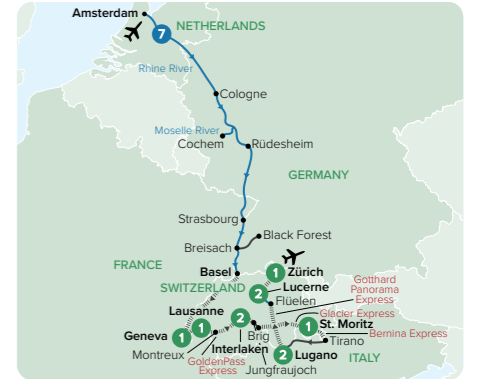 Amsterdam
NETHERLANDS
7
Rhine River
Cologne
Moselle River
Cochem
Rüdesheim
GERMANY
Strasbourg
Black Forest
Breisach
FRANCE
Basel
1
Zürich
SWITZERLAND
2
Lucerne
Gotthard
Panorama
Express
Flüelen
Lausanne
Glacier Express
1
1
2
1
St. Moritz
Geneva
Bernina Express
Montreux
Brig
Tirano
Interlaken
2
Lugano
ITALY
GoldenPass
Express
Jungfraujoch